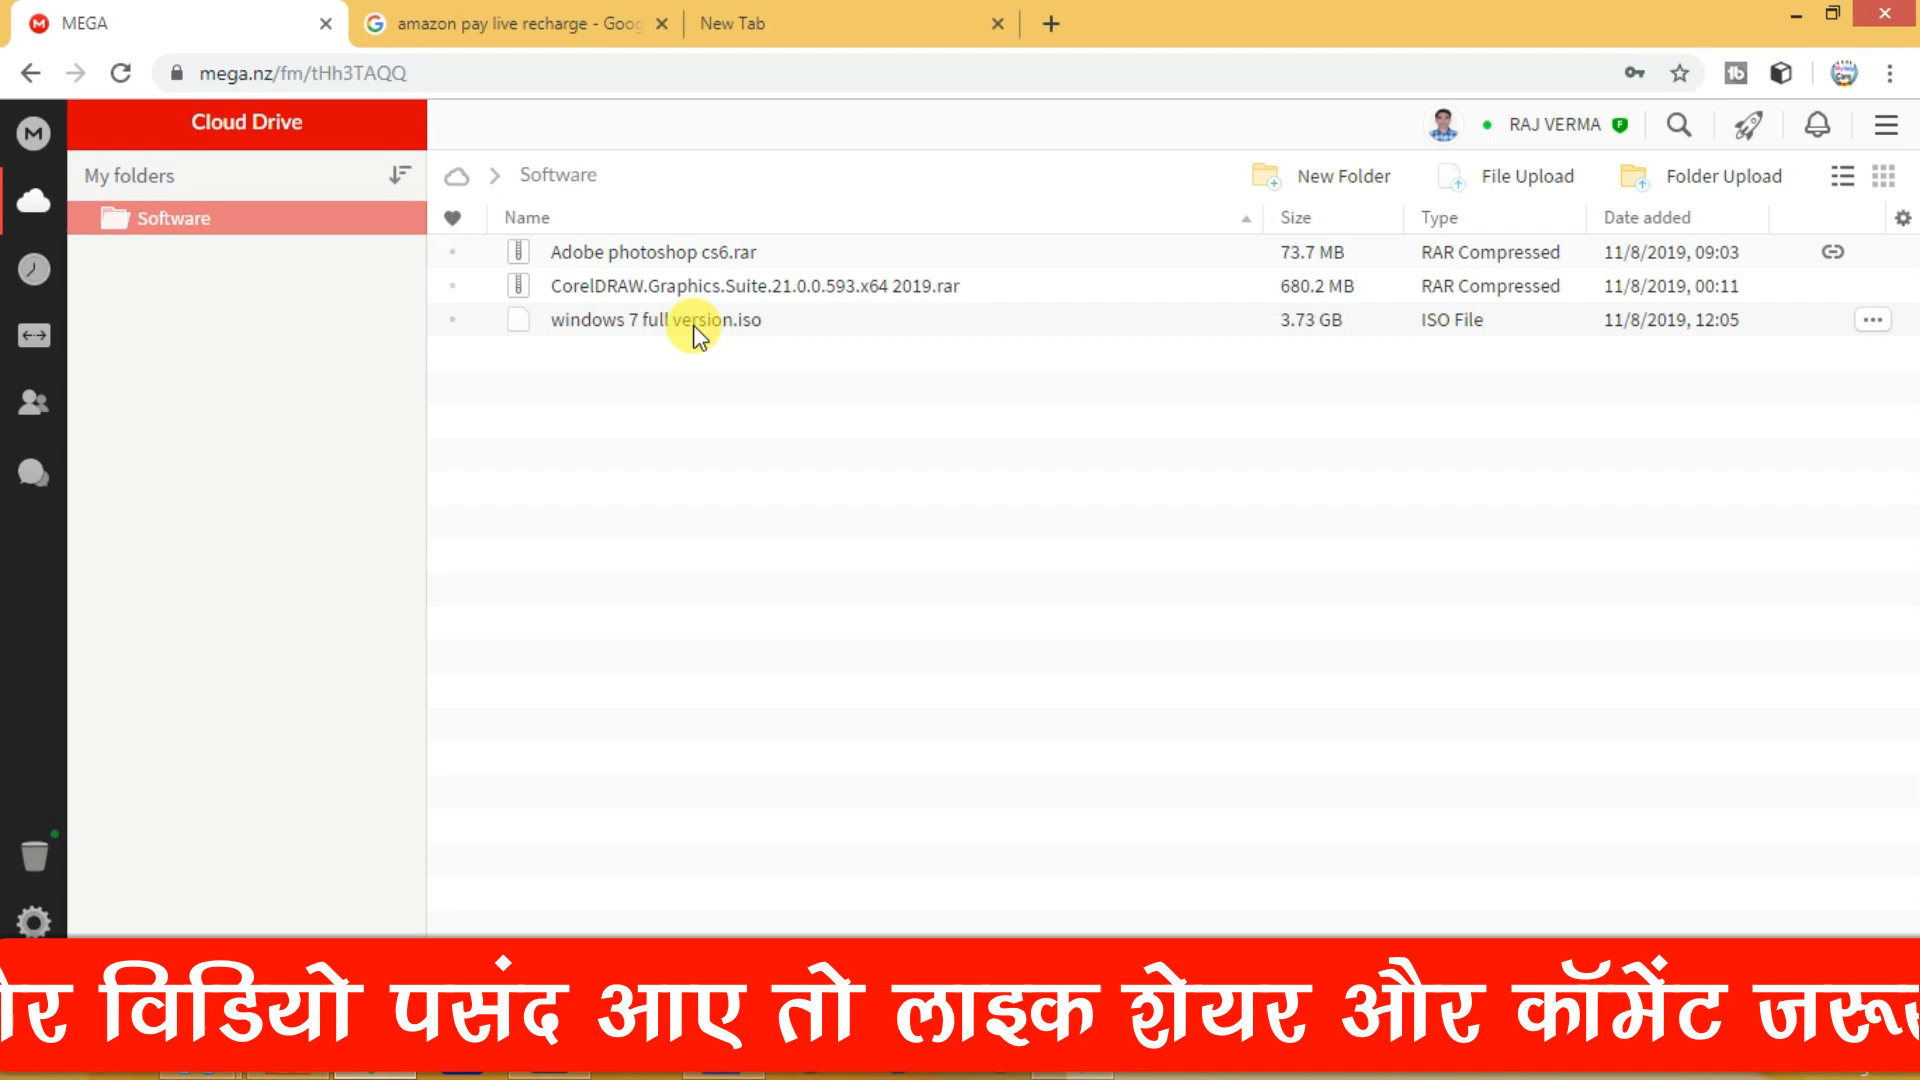 MEGA
amazon pay live recharge - Goog
New Tab
mega.nz/fm/tHh3TAQQ
Cloud Drive
RAJ VERMA
My folders
Software
New Folder
File Upload
Folder Upload
Software
Name
Size
Type
Date added
Adobe photoshop cs6.rar
73.7 MB
RAR Compressed
11/8/2019, 09:03
CorelDRAW.Graphics.Suite.21.0.0.593.x64 2019.rar
680.2 MB
RAR Compressed
11/8/2019, 00:11
windows 7 full version.iso
3.73 GB
ISO File
11/8/2019, 12:05
विडियो पसंद आए तो लाइक शेयर और कॉमेंट